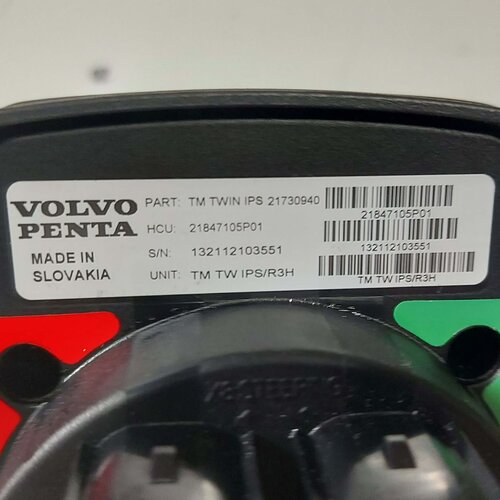 VOLVO
PENTA
MADE IN
SLOVAKIA
PART: TM TWIN IPS 21730940
HCU: 21847105P01
S/N: 132112103551
UNIT: TM TW IPS/R3H
21847105P01
132112103551
TM TW IPS/R3H